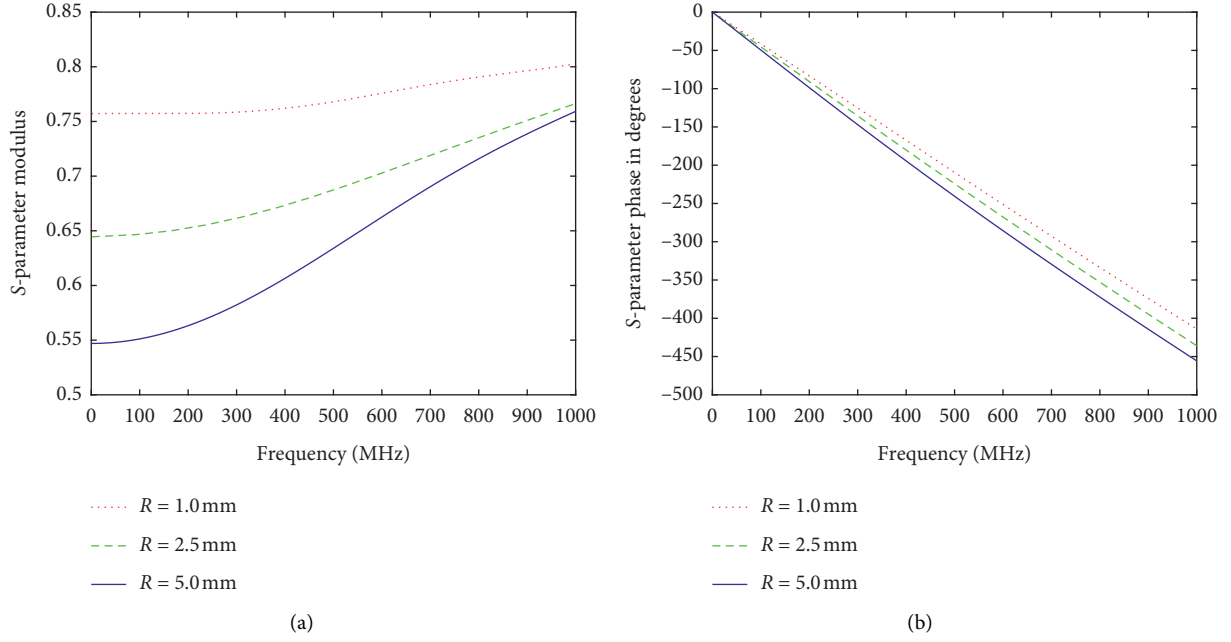 0.85
0.8
0.75
0.7
0.65
0.6
0.55
0.5
S-parameter modulus
0 100 200 300 400 500 600 700 800 900 1000
Frequency (MHz)
R = 1.0 mm
R = 2.5 mm
R = 5.0 mm
(a)
0
–50
–100
–150
–200
–250
–300
–350
–400
–450
–500
S-parameter phase in degrees
0 100 200 300 400 500 600 700 800 900 1000
Frequency (MHz)
R = 1.0 mm
R = 2.5 mm
R = 5.0 mm
(b)